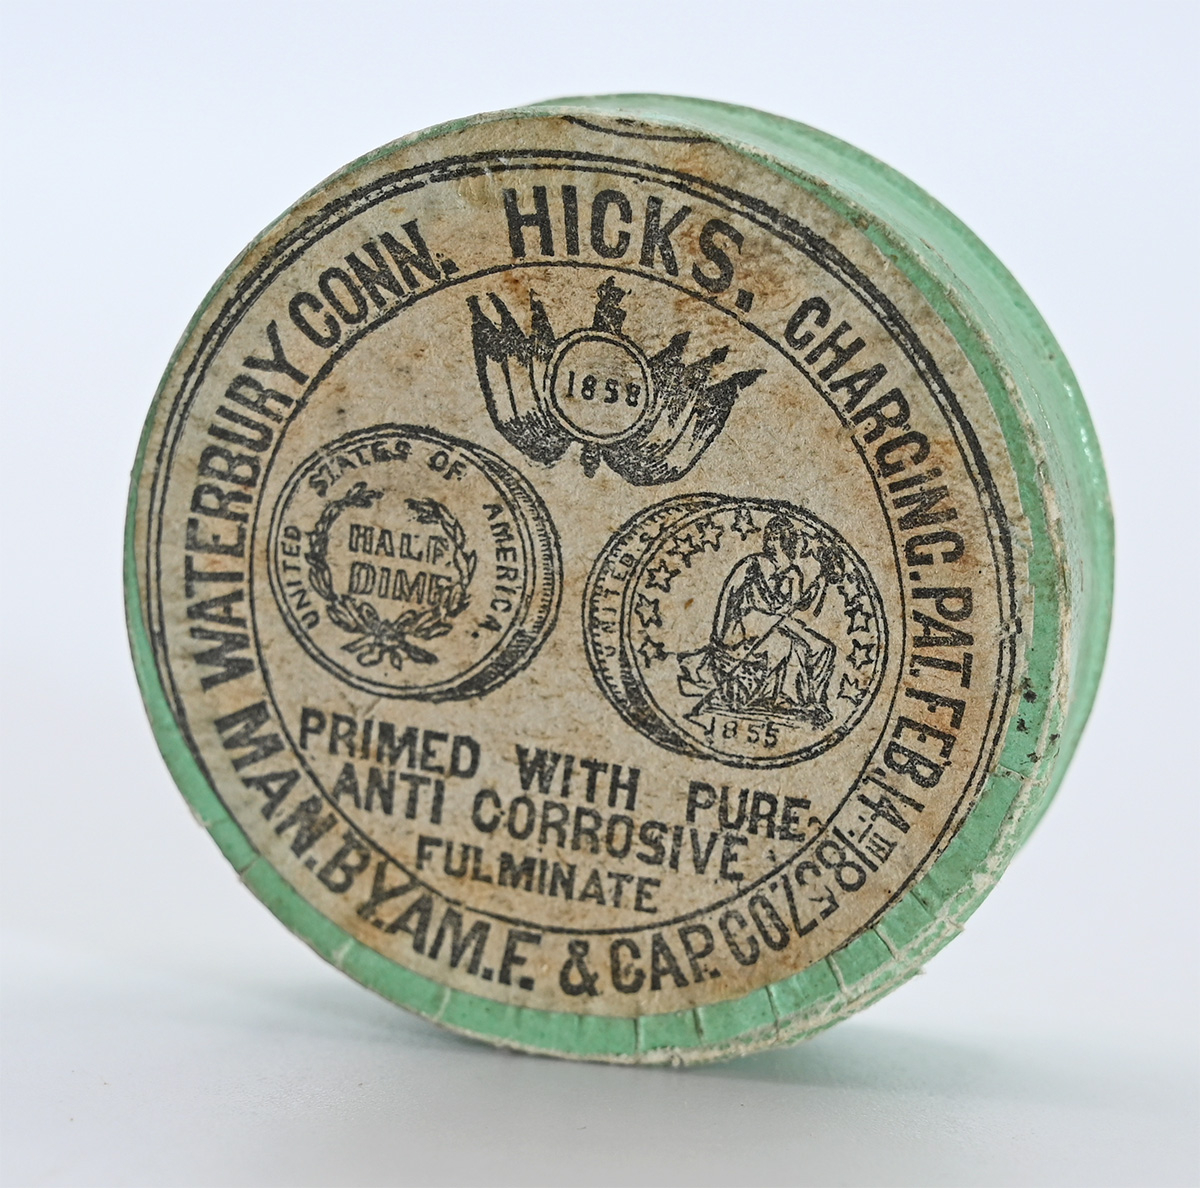 HICKS. CHARGING. PAT. FEB. 14TH 1857
MAN. BY. AM. F. & CAP. CO. WATERBURY CONN.
1858
UNITED STATES OF AMERICA.
HALF
DIME
UNITED S
1855
PRIMED WITH PURE
ANTI CORROSIVE
FULMINATE